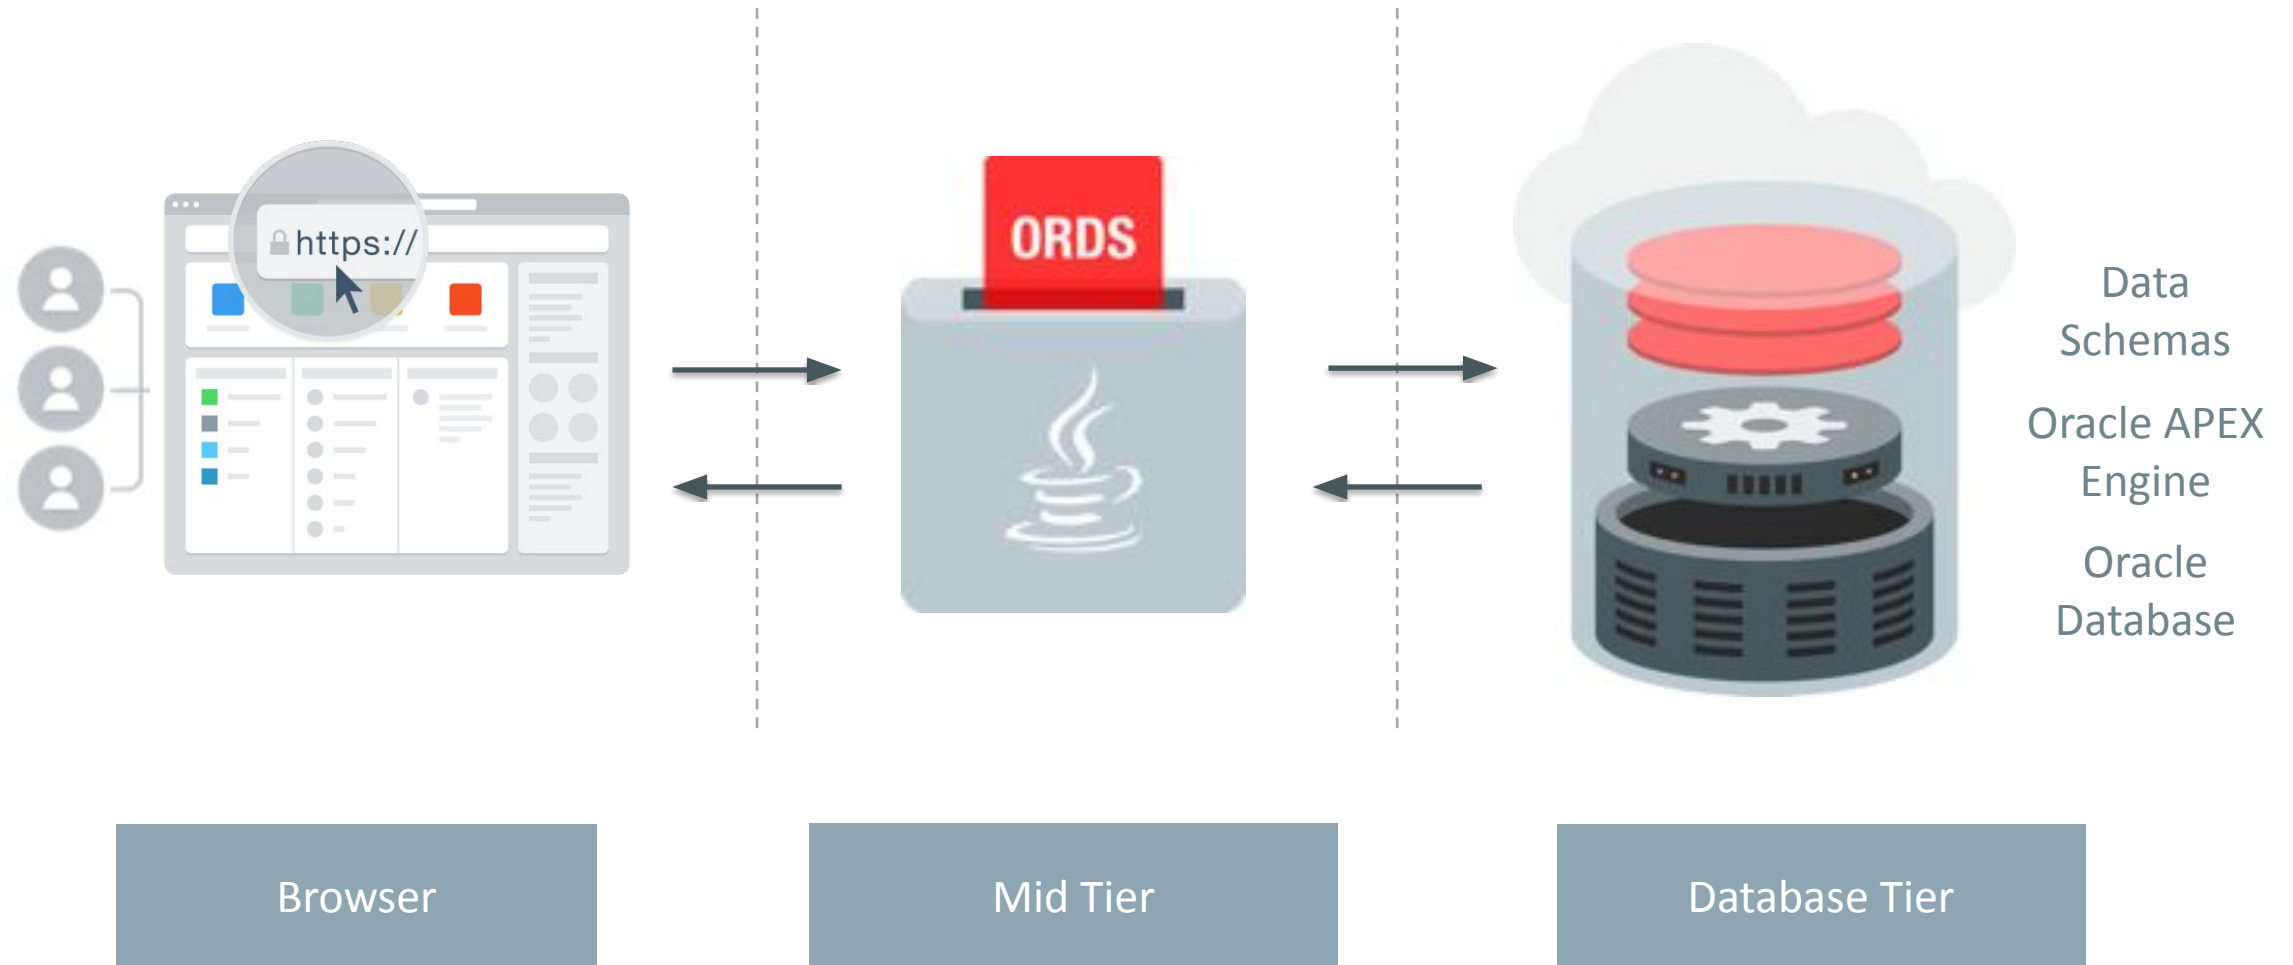 https://
ORDS
Data
Schemas
Oracle APEX
Engine
Oracle
Database
Browser
Mid Tier
Database Tier